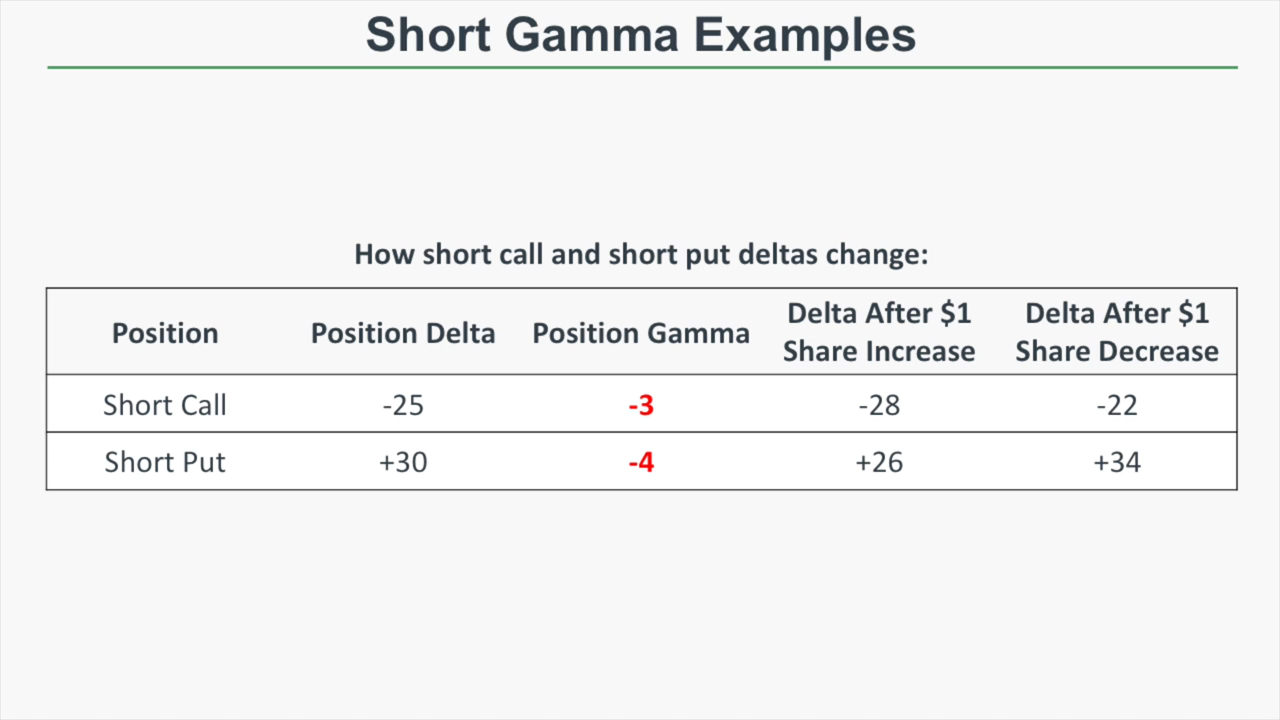 Short Gamma Examples
How short call and short put deltas change:
Position Position Delta Position Gamma Delta After $1 Share Increase Delta After $1 Share Decrease
Short Call -25 -3 -28 -22
Short Put +30 -4 +26 +34